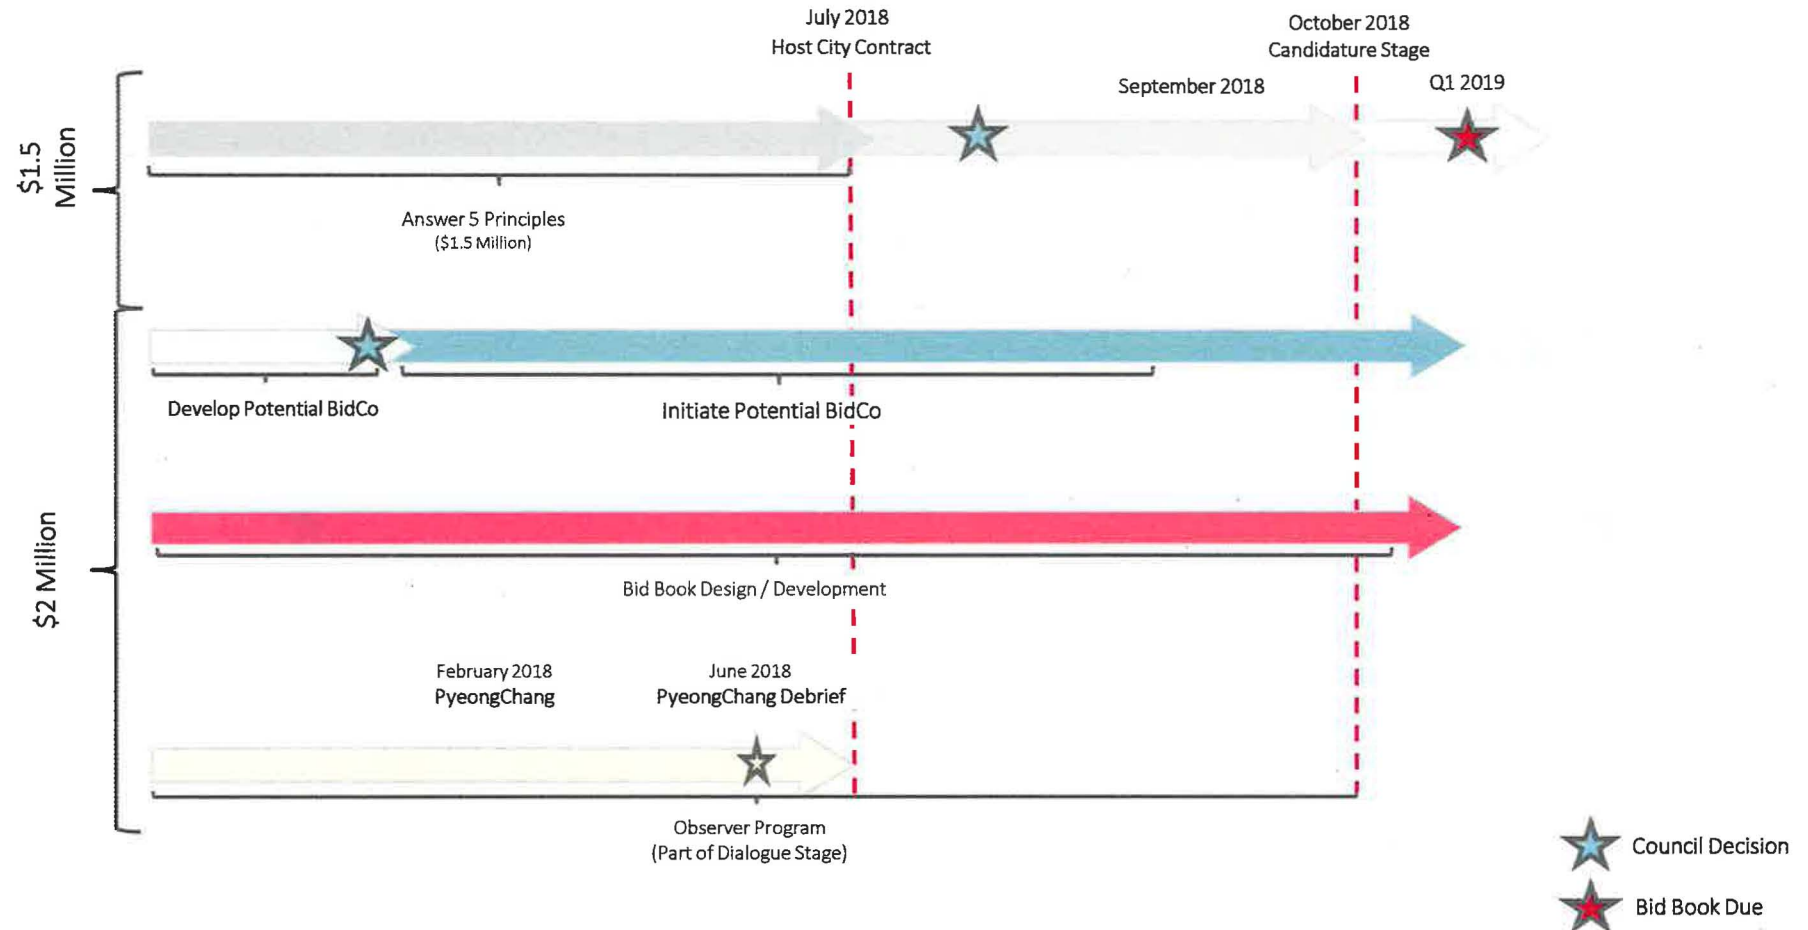 July 2018
Host City Contract
October 2018
Candidature Stage
September 2018
Q1 2019
$1.5
Million
Answer 5 Principles
($1.5 Million)
Develop Potential BidCo
Initiate Potential BidCo
$2 Million
Bid Book Design / Development
February 2018
PyeongChang
June 2018
PyeongChang Debrief
Observer Program
(Part of Dialogue Stage)
Council Decision
Bid Book Due